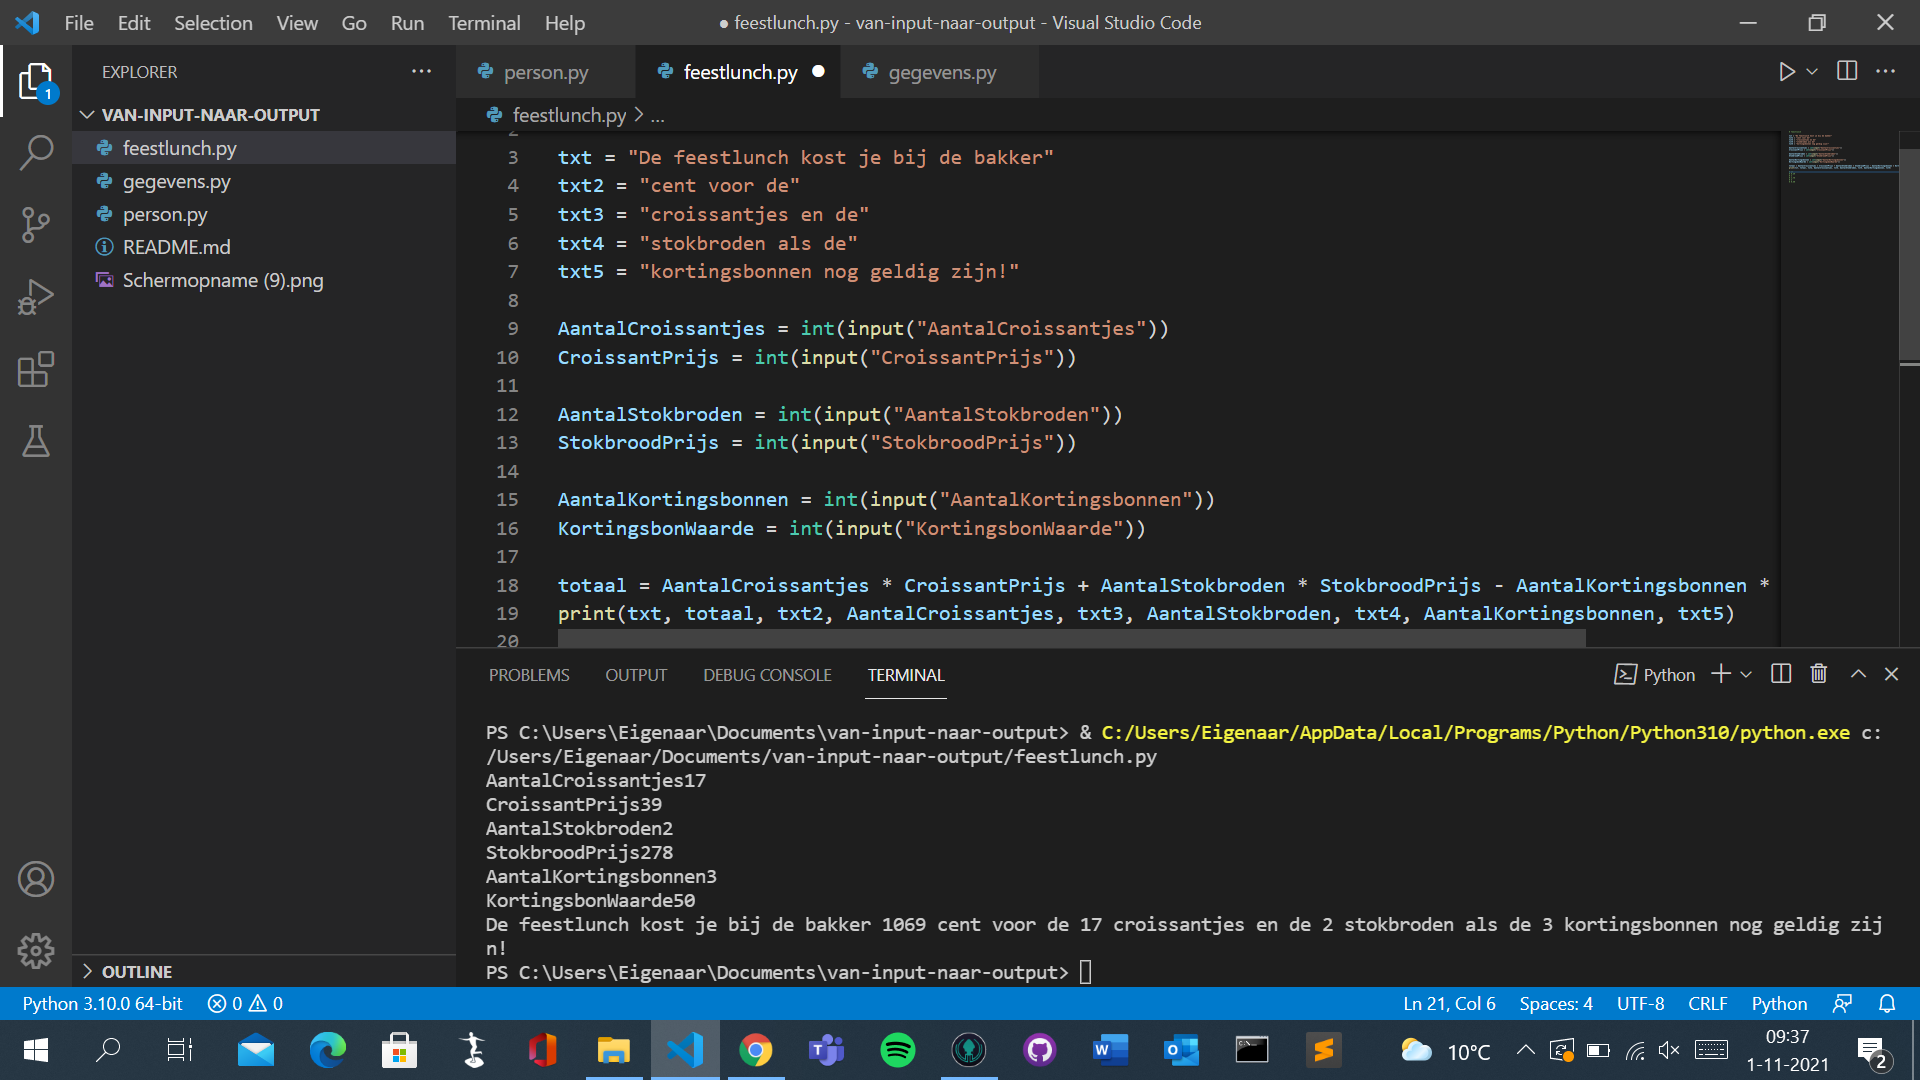 File Edit Selection View Go Run Terminal Help
● feestlunch.py - van-input-naar-output - Visual Studio Code
EXPLORER
1
VAN-INPUT-NAAR-OUTPUT
feestlunch.py
gegevens.py
person.py
README.md
Schermopname (9).png
OUTLINE
person.py feestlunch.py gegevens.py
feestlunch.py > ...
2
3 txt = "De feestlunch kost je bij de bakker"
4 txt2 = "cent voor de"
5 txt3 = "croissantjes en de"
6 txt4 = "stokbroden als de"
7 txt5 = "kortingsbonnen nog geldig zijn!"
8
9 AantalCroissantjes = int(input("AantalCroissantjes"))
10 CroissantPrijs = int(input("CroissantPrijs"))
11
12 AantalStokbroden = int(input("AantalStokbroden"))
13 StokbroodPrijs = int(input("StokbroodPrijs"))
14
15 AantalKortingsbonnen = int(input("AantalKortingsbonnen"))
16 KortingsbonWaarde = int(input("KortingsbonWaarde"))
17
18 totaal = AantalCroissantjes * CroissantPrijs + AantalStokbroden * StokbroodPrijs - AantalKortingsbonnen *
19 print(txt, totaal, txt2, AantalCroissantjes, txt3, AantalStokbroden, txt4, AantalKortingsbonnen, txt5)
20
PROBLEMS OUTPUT DEBUG CONSOLE TERMINAL
Python
PS C:\Users\Eigenaar\Documents\van-input-naar-output> & C:/Users/Eigenaar/AppData/Local/Programs/Python/Python310/python.exe c:
/Users/Eigenaar/Documents/van-input-naar-output/feestlunch.py
AantalCroissantjes17
CroissantPrijs39
AantalStokbroden2
StokbroodPrijs278
AantalKortingsbonnen3
KortingsbonWaarde50
De feestlunch kost je bij de bakker 1069 cent voor de 17 croissantjes en de 2 stokbroden als de 3 kortingsbonnen nog geldig zij
n!
PS C:\Users\Eigenaar\Documents\van-input-naar-output>
Python 3.10.0 64-bit 0 0
Ln 21, Col 6 Spaces: 4 UTF-8 CRLF Python
10°C
09:37
1-11-2021
2